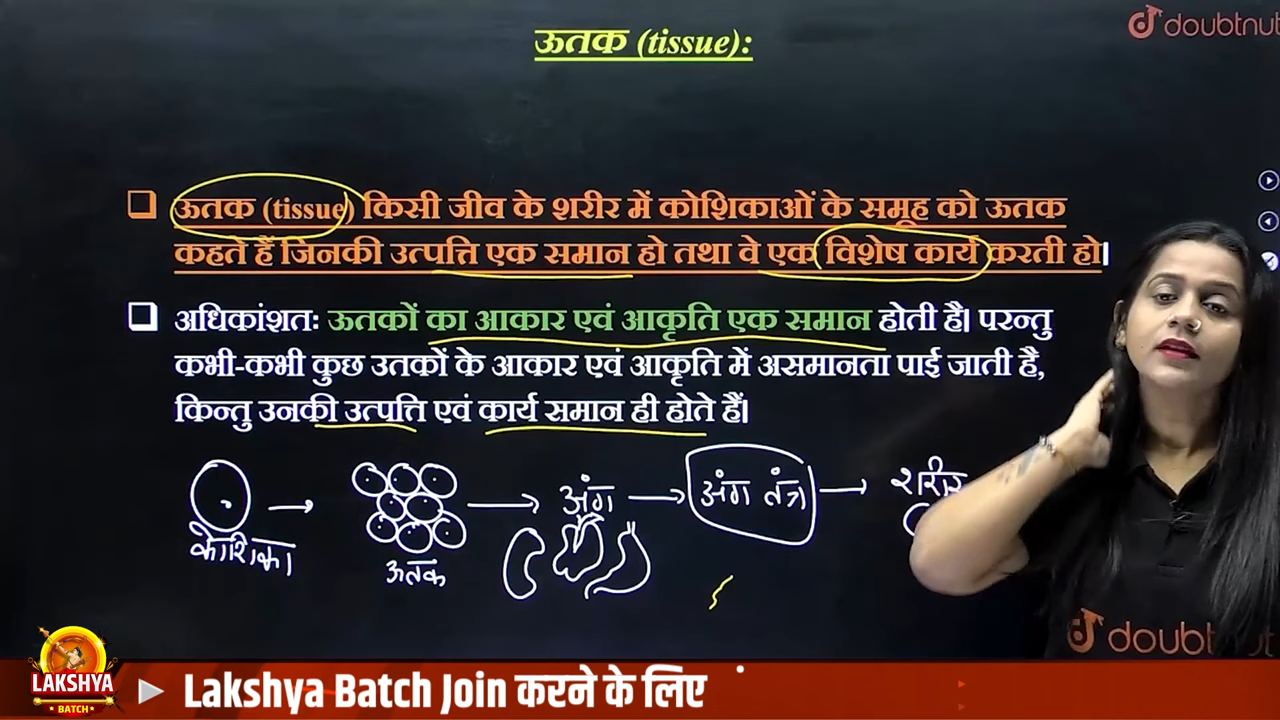 ऊतक (tissue):
doubtnut
ऊतक (tissue) किसी जीव के शरीर में कोशिकाओं के समूह को ऊतक
कहते हैं जिनकी उत्पत्ति एक समान हो तथा वे एक विशेष कार्य करती हो|
अधिकांशतः ऊतकों का आकार एवं आकृति एक समान होती है| परन्तु
कभी-कभी कुछ उतकों के आकार एवं आकृति में असमानता पाई जाती है,
किन्तु उनकी उत्पत्ति एवं कार्य समान ही होते हैं|
कोशिका
ऊतक
अंग
अंग तंत्र
शरीर
doubtnut
LAKSHYA
BATCH
Lakshya Batch Join करने के लिए